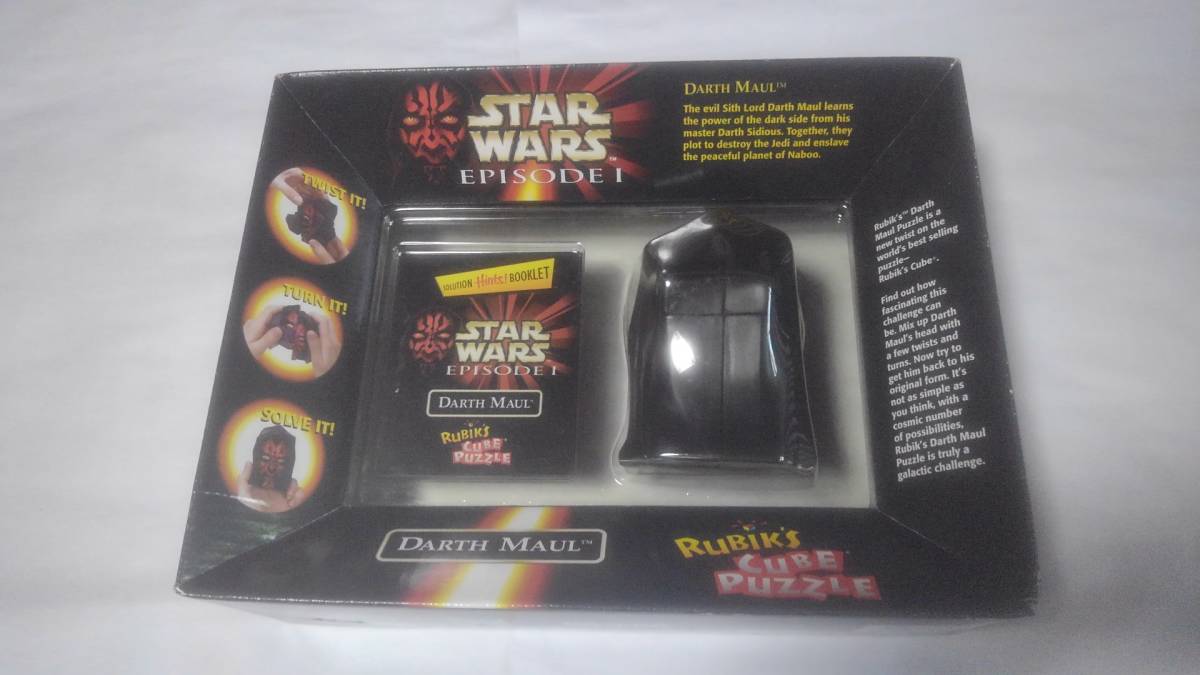 STAR
WARS™
EPISODE I
DARTH MAUL™
The evil Sith Lord Darth Maul learns
the power of the dark side from his
master Darth Sidious. Together, they
plot to destroy the Jedi and enslave
the peaceful planet of Naboo.
TWIST IT!
TURN IT!
SOLVE IT!
SOLUTION Hints! BOOKLET
STAR
WARS
EPISODE I
DARTH MAUL™
RUBIK'S
CUBE
PUZZLE
Rubik's™ Darth
Maul Puzzle is a
new twist on the
world's best selling
puzzle–
Rubik's Cube®.
Find out how
fascinating this
challenge can
be. Mix up Darth
Maul's head with
a few twists and
turns. Now try to
get him back to his
original form. It's
not as simple as
you think, with a
cosmic number
of possibilities,
Rubik's Darth Maul
Puzzle is truly a
galactic challenge.
DARTH MAUL™
RUBIK'S
CUBE
PUZZLE